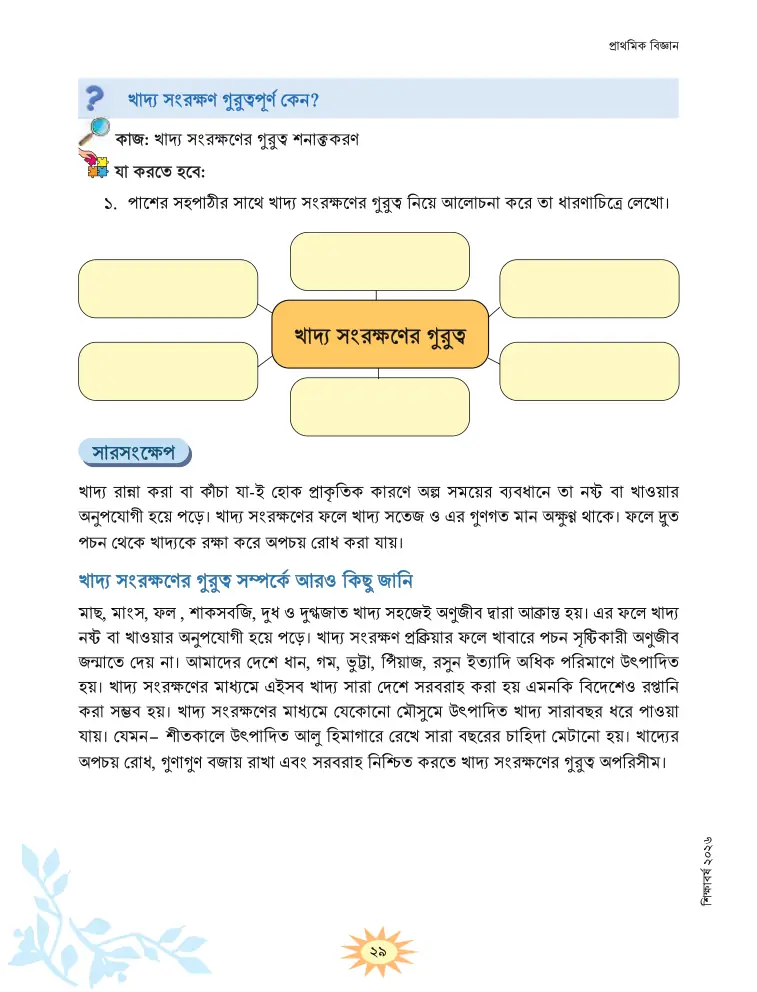 প্রাথমিক বিজ্ঞান
?
খাদ্য সংরক্ষণ গুরুত্বপূর্ণ কেন?
কাজ: খাদ্য সংরক্ষণের গুরুত্ব শনাক্তকরণ
যা করতে হবে:
১. পাশের সহপাঠীর সাথে খাদ্য সংরক্ষণের গুরুত্ব নিয়ে আলোচনা করে তা ধারণাচিত্রে লেখো।
খাদ্য সংরক্ষণের গুরুত্ব
সারসংক্ষেপ
খাদ্য রান্না করা বা কাঁচা যা-ই হোক প্রাকৃতিক কারণে অল্প সময়ের ব্যবধানে তা নষ্ট বা খাওয়ার
অনুপযোগী হয়ে পড়ে। খাদ্য সংরক্ষণের ফলে খাদ্য সতেজ ও এর গুণগত মান অক্ষুণ্ণ থাকে। ফলে দ্রুত
পচন থেকে খাদ্যকে রক্ষা করে অপচয় রোধ করা যায়।
খাদ্য সংরক্ষণের গুরুত্ব সম্পর্কে আরও কিছু জানি
মাছ, মাংস, ফল , শাকসবজি, দুধ ও দুগ্ধজাত খাদ্য সহজেই অণুজীব দ্বারা আক্রান্ত হয়। এর ফলে খাদ্য
নষ্ট বা খাওয়ার অনুপযোগী হয়ে পড়ে। খাদ্য সংরক্ষণ প্রক্রিয়ার ফলে খাবারে পচন সৃষ্টিকারী অণুজীব
জন্মাতে দেয় না। আমাদের দেশে ধান, গম, ভুট্টা, পিঁয়াজ, রসুন ইত্যাদি অধিক পরিমাণে উৎপাদিত
হয়। খাদ্য সংরক্ষণের মাধ্যমে এইসব খাদ্য সারা দেশে সরবরাহ করা হয় এমনকি বিদেশেও রপ্তানি
করা সম্ভব হয়। খাদ্য সংরক্ষণের মাধ্যমে যেকোনো মৌসুমে উৎপাদিত খাদ্য সারাবছর ধরে পাওয়া
যায়। যেমন– শীতকালে উৎপাদিত আলু হিমাগারে রেখে সারা বছরের চাহিদা মেটানো হয়। খাদ্যের
অপচয় রোধ, গুণাগুণ বজায় রাখা এবং সরবরাহ নিশ্চিত করতে খাদ্য সংরক্ষণের গুরুত্ব অপরিসীম।
শিক্ষাবর্ষ ২০২৬
২৯